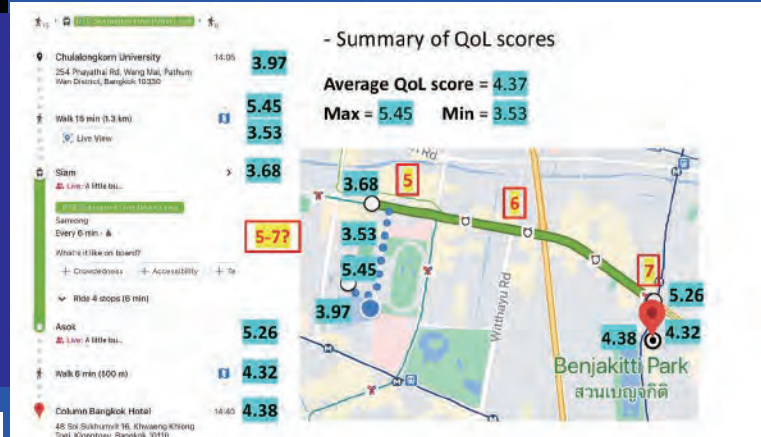 Chulalongkorn University 14:05
254 Phayathai Rd, Wang Mai, Pathum
Wan District, Bangkok 10330
3.97
Walk 15 min (1.3 km)
5.45
3.53
Live View
Siam
3.68
Live: A little bu...
Samrong
Every 6 min
5-7?
What's it like on board?
+ Crowdedness + Accessibility + Te
Ride 4 stops (6 min)
Asok
5.26
Live: A little bu...
Walk 6 min (500 m)
4.32
Column Bangkok Hotel 14:40
4.38
48 Soi Sukhumvit 16, Khwaeng Khlong
Toei, Klongtoey, Bangkok 10110
- Summary of QoL scores
Average QoL score = 4.37
Max = 5.45 Min = 3.53
Rd
3.68
5
6
3.53
5.45
3.97
Witthayu Rd
7
5.26
4.38
4.32
Benjakitti Park
สวนเบญจกิติ